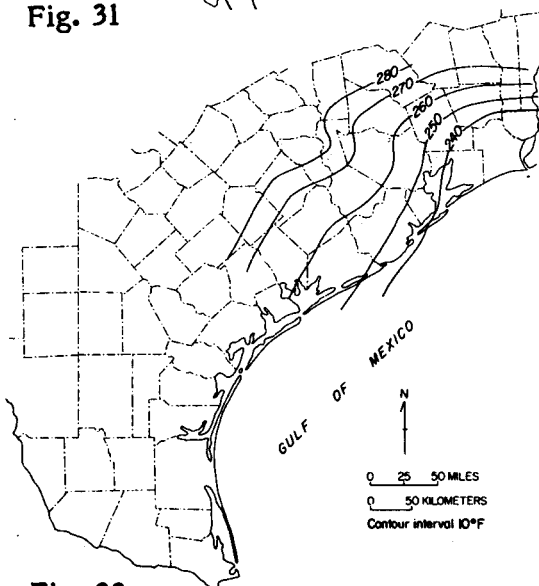 Fig. 31
280
270
260
250
240
GULF OF MEXICO
N
0 25 50 MILES
0 50 KILOMETERS
Contour interval 10°F